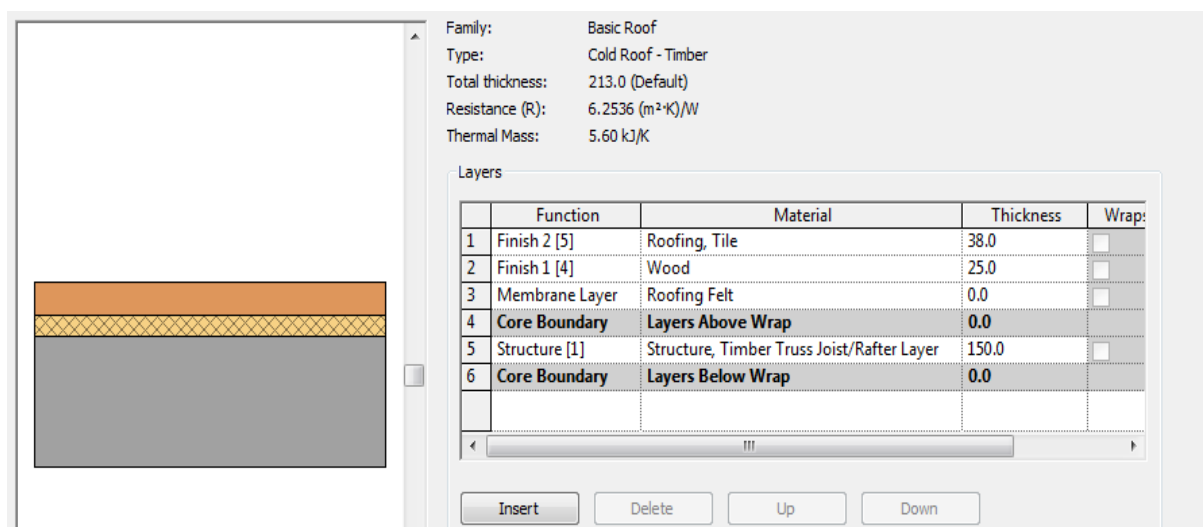 Family: Basic Roof
Type: Cold Roof - Timber
Total thickness: 213.0 (Default)
Resistance (R): 6.2536 (m²·K)/W
Thermal Mass: 5.60 kJ/K
Layers
Function Material Thickness Wraps
1 Finish 2 [5] Roofing, Tile 38.0
2 Finish 1 [4] Wood 25.0
3 Membrane Layer Roofing Felt 0.0
4 Core Boundary Layers Above Wrap 0.0
5 Structure [1] Structure, Timber Truss Joist/Rafter Layer 150.0
6 Core Boundary Layers Below Wrap 0.0
Insert Delete Up Down